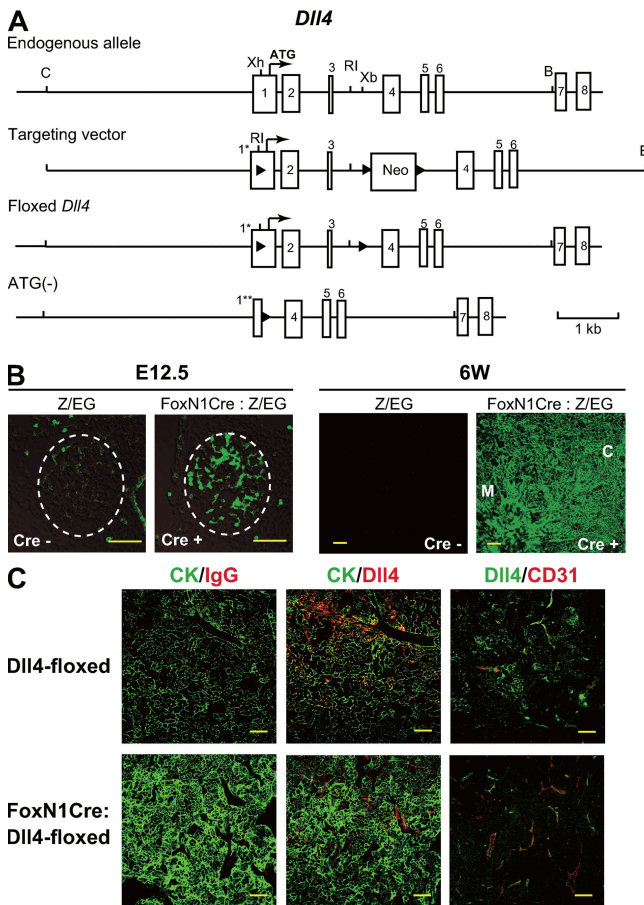 A
Dll4
Endogenous allele
C Xh ATG 3 RI Xb 5 6 B
1 2 4 7 8
Targeting vector
1* RI 3 5 6 B
2 Neo 4
Floxed Dll4
1* 3 5 6
2 4 7 8
ATG(-)
1** 5 6
4 7 8
1 kb
B
E12.5 6W
Z/EG FoxN1Cre : Z/EG Z/EG FoxN1Cre : Z/EG
C
M
Cre - Cre + Cre - Cre +
C
CK/IgG CK/Dll4 Dll4/CD31
Dll4-floxed
FoxN1Cre:
Dll4-floxed